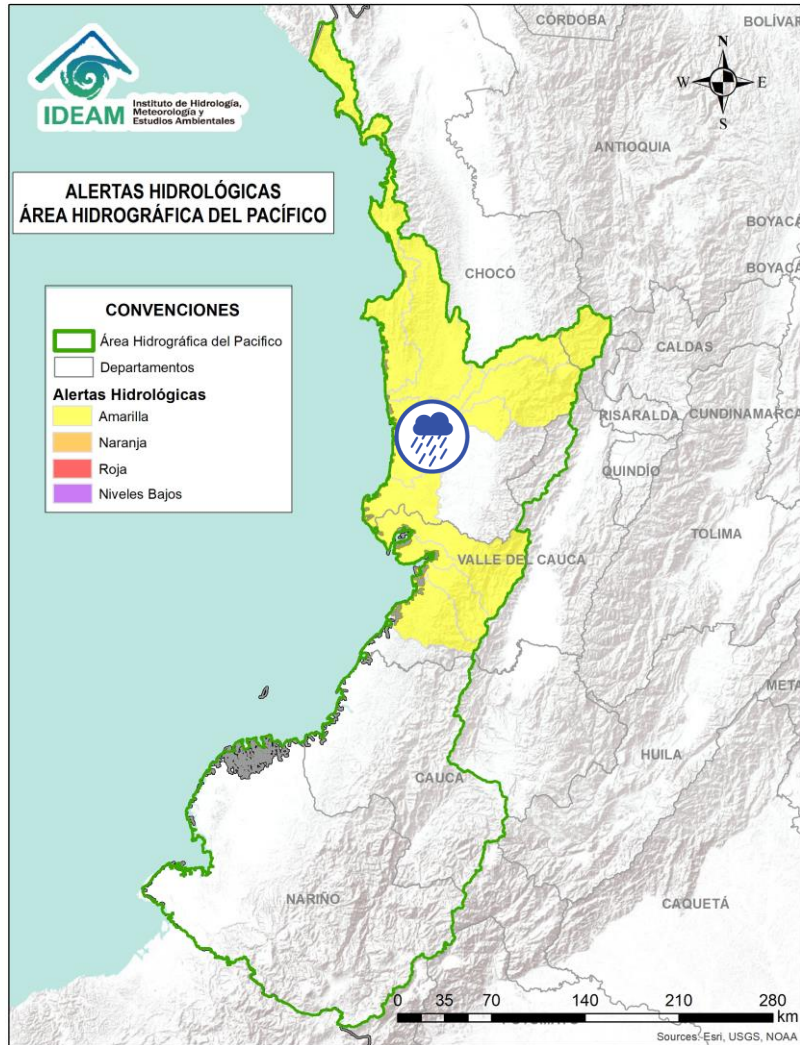 CÓRDOBA
BOLÍVAR
N
W
E
S
IDEAM
Instituto de Hidrología,
Meteorología y
Estudios Ambientales
ANTIOQUIA
ALERTAS HIDROLÓGICAS
ÁREA HIDROGRÁFICA DEL PACÍFICO
BOYACÁ
BOYACÁ
CHOCÓ
CONVENCIONES
Área Hidrográfica del Pacifico
Departamentos
Alertas Hidrológicas
Amarilla
Naranja
Roja
Niveles Bajos
CALDAS
RISARALDA
CUNDINAMARCA
QUINDÍO
TOLIMA
VALLE DEL CAUCA
META
HUILA
CAUCA
NARIÑO
CAQUETÁ
0 35 70 140 210 280
km
Sources: Esri, USGS, NOAA